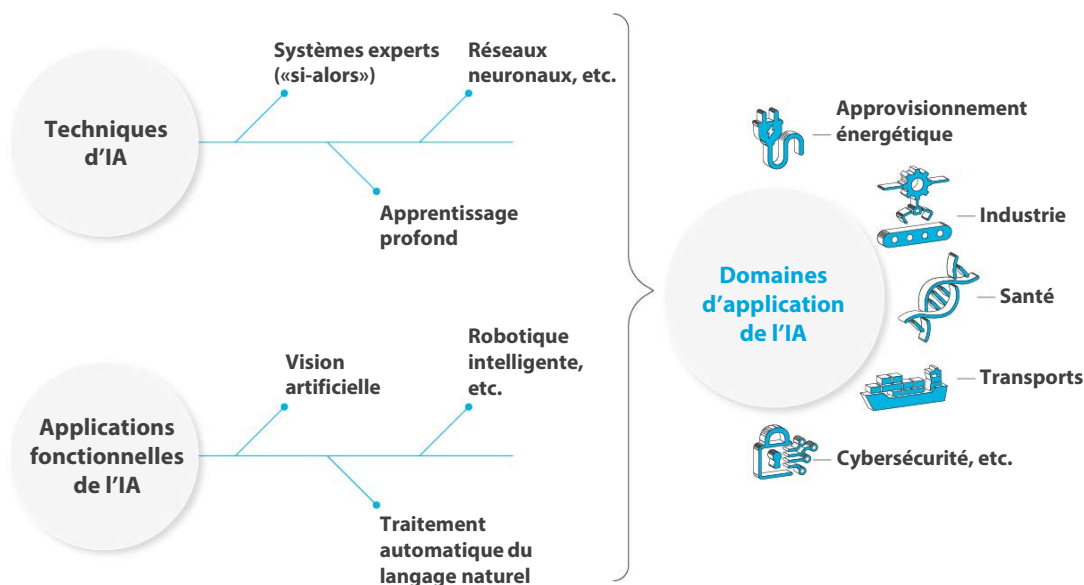 Techniques
d’IA
Systèmes experts
(«si-alors»)
Réseaux
neuronaux, etc.
Apprentissage
profond
Applications
fonctionnelles
de l’IA
Vision
artificielle
Robotique
intelligente,
etc.
Traitement
automatique du
langage naturel
Domaines
d’application
de l’IA
Approvisionnement
énergétique
Industrie
Santé
Transports
Cybersécurité, etc.